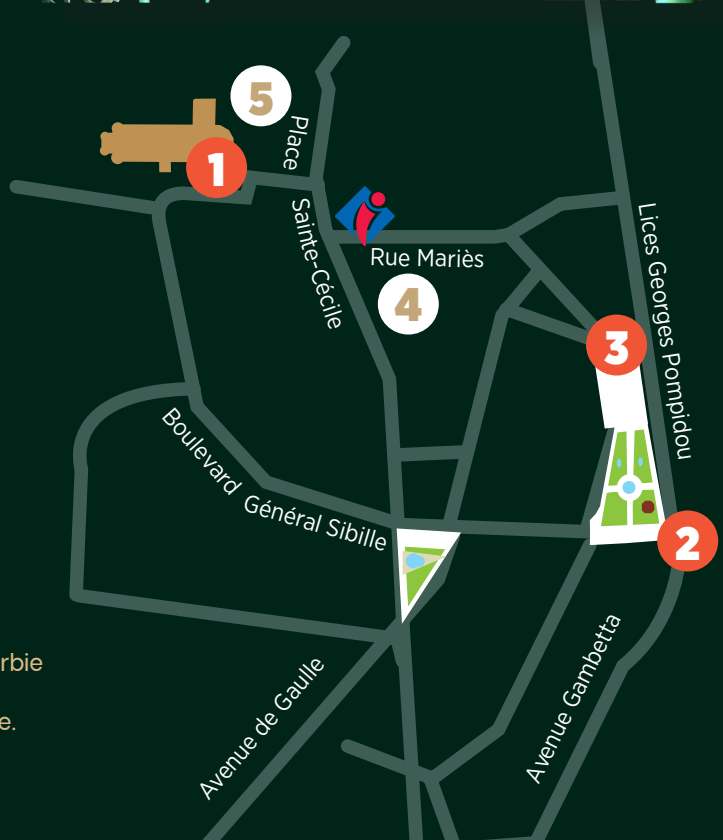 5
Place
1
Sainte-Cécile
Rue Mariès
4
Lices Georges Pompidou
3
Boulevard Général Sibille
2
rbie
e.
Avenue de Gaulle
Avenue Gambetta